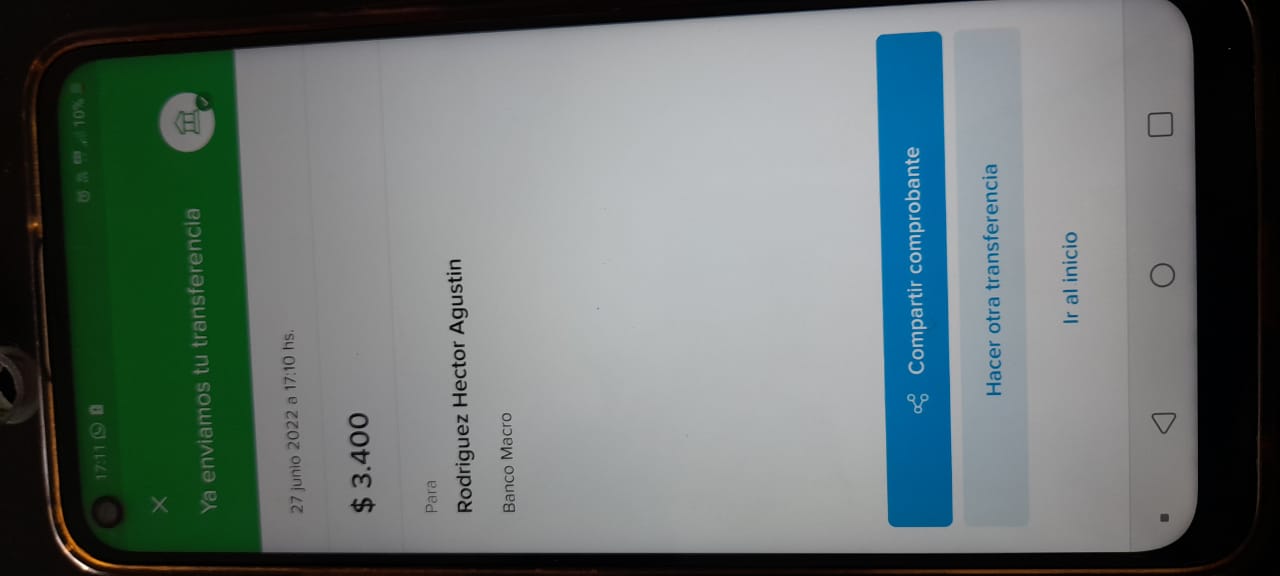 17:11
10%
Ya enviamos tu transferencia
27 junio 2022 a 17:10 hs.
$ 3.400
Para
Rodriguez Hector Agustin
Banco Macro
Compartir comprobante
Hacer otra transferencia
Ir al inicio